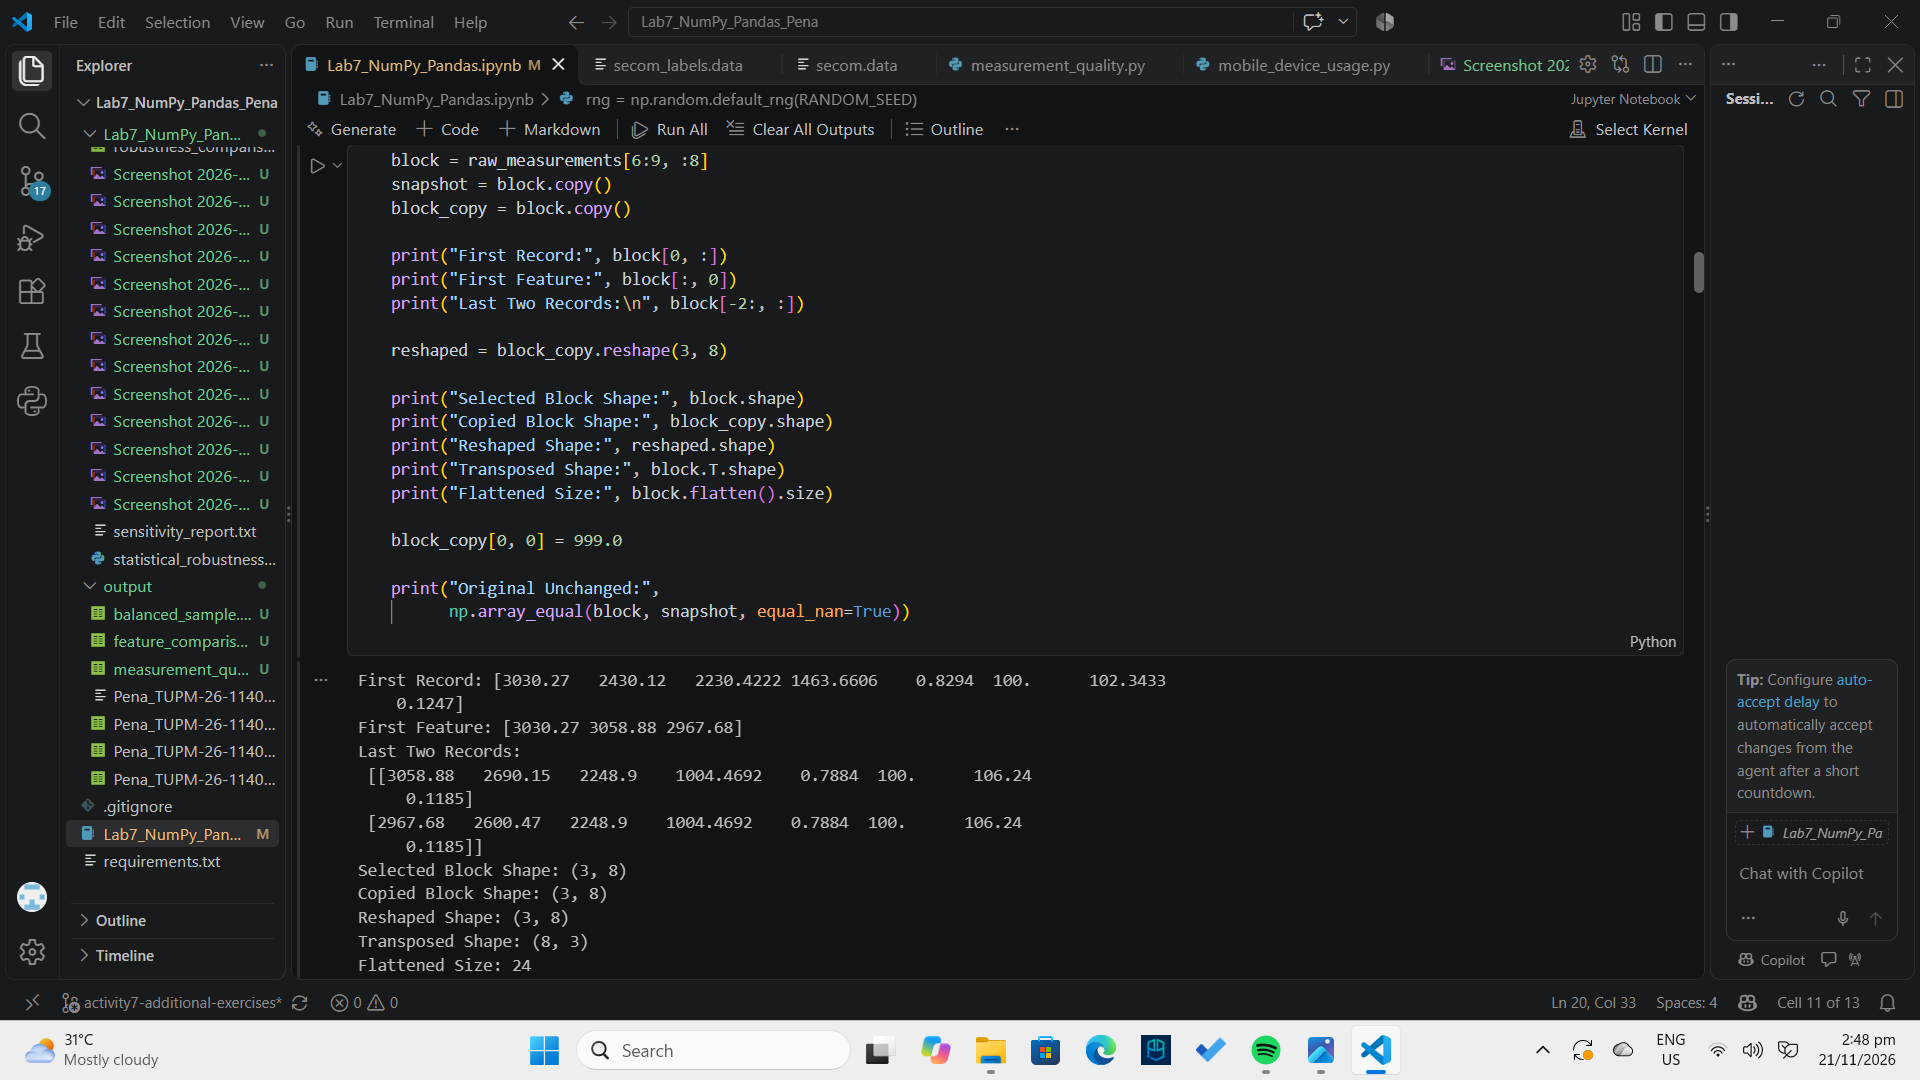 File Edit Selection View Go Run Terminal Help
Lab7_NumPy_Pandas_Pena
Explorer
Lab7_NumPy_Pandas_Pena
Lab7_NumPy_Pan...
robustness_comparis...
Screenshot 2026-... U
Screenshot 2026-... U
Screenshot 2026-... U
Screenshot 2026-... U
Screenshot 2026-... U
Screenshot 2026-... U
Screenshot 2026-... U
Screenshot 2026-... U
Screenshot 2026-... U
Screenshot 2026-... U
Screenshot 2026-... U
Screenshot 2026-... U
Screenshot 2026-... U
sensitivity_report.txt
statistical_robustness...
output
balanced_sample.... U
feature_comparis... U
measurement_qu... U
Pena_TUPM-26-1140...
Pena_TUPM-26-1140...
Pena_TUPM-26-1140...
Pena_TUPM-26-1140...
.gitignore
Lab7_NumPy_Pan... M
requirements.txt
Outline
Timeline
17
Lab7_NumPy_Pandas.ipynb M
secom_labels.data
secom.data
measurement_quality.py
mobile_device_usage.py
Screenshot 202
Lab7_NumPy_Pandas.ipynb > rng = np.random.default_rng(RANDOM_SEED)
Jupyter Notebook
Generate + Code + Markdown Run All Clear All Outputs Outline ...
Select Kernel
block = raw_measurements[6:9, :8]
snapshot = block.copy()
block_copy = block.copy()
print("First Record:", block[0, :])
print("First Feature:", block[:, 0])
print("Last Two Records:\n", block[-2:, :])
reshaped = block_copy.reshape(3, 8)
print("Selected Block Shape:", block.shape)
print("Copied Block Shape:", block_copy.shape)
print("Reshaped Shape:", reshaped.shape)
print("Transposed Shape:", block.T.shape)
print("Flattened Size:", block.flatten().size)
block_copy[0, 0] = 999.0
print("Original Unchanged:",
np.array_equal(block, snapshot, equal_nan=True))
Python
First Record: [3030.27 2430.12 2230.4222 1463.6606 0.8294 100. 102.3433
0.1247]
First Feature: [3030.27 3058.88 2967.68]
Last Two Records:
[[3058.88 2690.15 2248.9 1004.4692 0.7884 100. 106.24
0.1185]
[2967.68 2600.47 2248.9 1004.4692 0.7884 100. 106.24
0.1185]]
Selected Block Shape: (3, 8)
Copied Block Shape: (3, 8)
Reshaped Shape: (3, 8)
Transposed Shape: (8, 3)
Flattened Size: 24
Sessi...
Tip: Configure auto-
accept delay to
automatically accept
changes from the
agent after a short
countdown.
Lab7_NumPy_Pa
Chat with Copilot
Copilot
activity7-additional-exercises*
0 0
Ln 20, Col 33 Spaces: 4 Cell 11 of 13
31°C
Mostly cloudy
Search
ENG
US
2:48 pm
21/11/2026